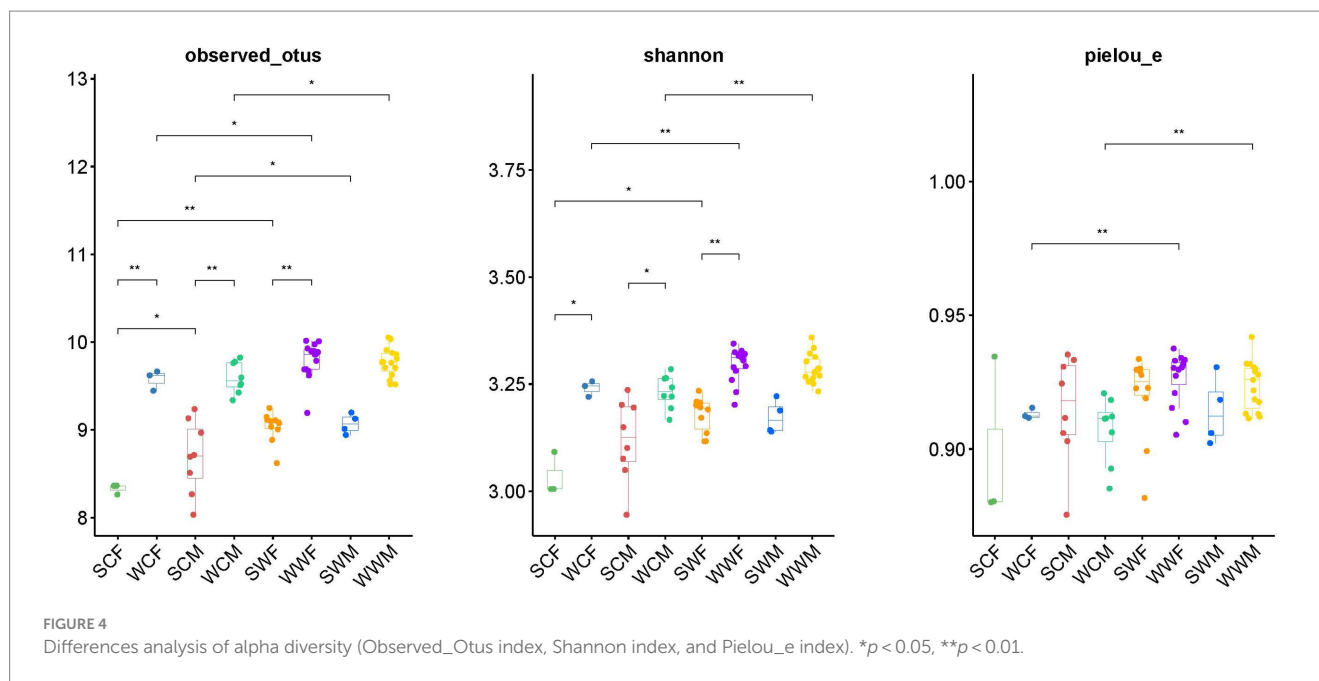 observed_otus
13
12
11
10
9
8
*
*
*
**
**
**
**
*
SCF
WCF
SCM
WCM
SWF
WWF
SWM
WWM
shannon
3.75
3.50
3.25
3.00
**
**
*
**
*
*
SCF
WCF
SCM
WCM
SWF
WWF
SWM
WWM
pielou_e
1.00
0.95
0.90
**
**
SCF
WCF
SCM
WCM
SWF
WWF
SWM
WWM
FIGURE 4
Differences analysis of alpha diversity (Observed_Otus index, Shannon index, and Pielou_e index). *p < 0.05, **p < 0.01.